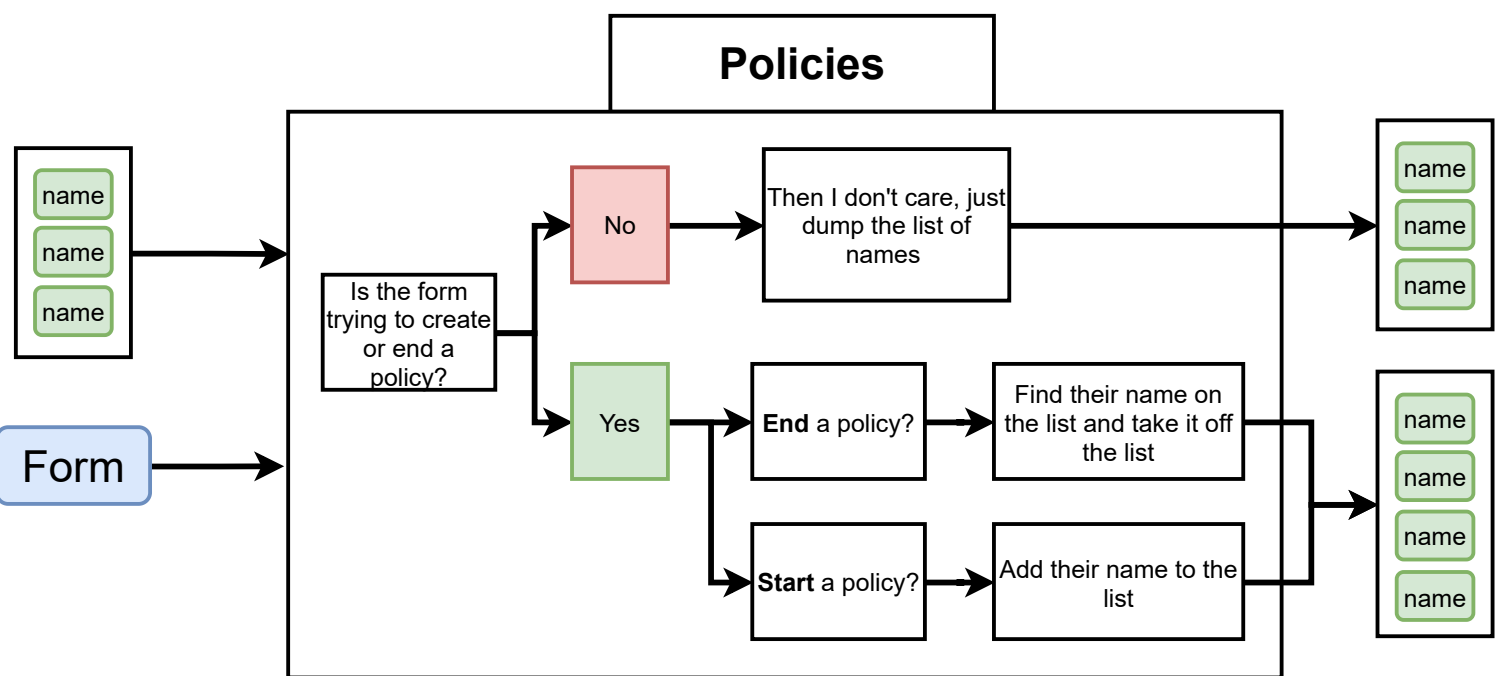 Policies
name
name
name
Form
Is the form
trying to create
or end a
policy?
No
Then I don't care, just
dump the list of
names
Yes
End a policy?
Find their name on
the list and take it off
the list
Start a policy?
Add their name to the
list
name
name
name
name
name
name
name